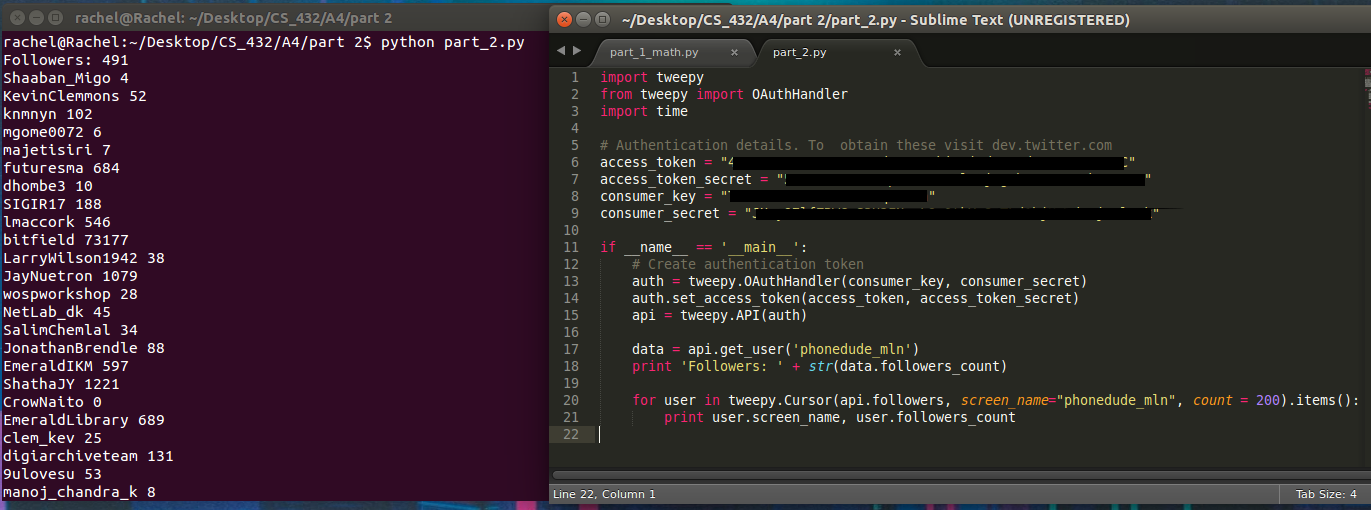 rachel@Rachel: ~/Desktop/CS_432/A4/part 2
rachel@Rachel:~/Desktop/CS_432/A4/part 2$ python part_2.py
Followers: 491
Shaaban_Migo 4
KevinClemmons 52
knmnyn 102
mgome0072 6
majetisiri 7
futuresma 684
dhombe3 10
SIGIR17 188
lmaccork 546
bitfield 73177
LarryWilson1942 38
JayNuetron 1079
wospworkshop 28
NetLab_dk 45
SalimChemlal 34
JonathanBrendle 88
EmeraldIKM 597
ShathaJY 1221
CrowNaito 0
EmeraldLibrary 689
clem_kev 25
digiarchiveteam 131
9ulovesu 53
manoj_chandra_k 8
~/Desktop/CS_432/A4/part 2/part_2.py - Sublime Text (UNREGISTERED)
part_1_math.py
part_2.py
1 import tweepy
2 from tweepy import OAuthHandler
3 import time
4
5 # Authentication details. To  obtain these visit dev.twitter.com
6 access_token = "
7 access_token_secret = "
8 consumer_key = "
9 consumer_secret = "
10
11 if __name__ == '__main__':
12     # Create authentication token
13     auth = tweepy.OAuthHandler(consumer_key, consumer_secret)
14     auth.set_access_token(access_token, access_token_secret)
15     api = tweepy.API(auth)
16
17     data = api.get_user('phonedude_mln')
18     print 'Followers: ' + str(data.followers_count)
19
20     for user in tweepy.Cursor(api.followers, screen_name="phonedude_mln", count = 200).items():
21         print user.screen_name, user.followers_count
22
Line 22, Column 1
Tab Size: 4